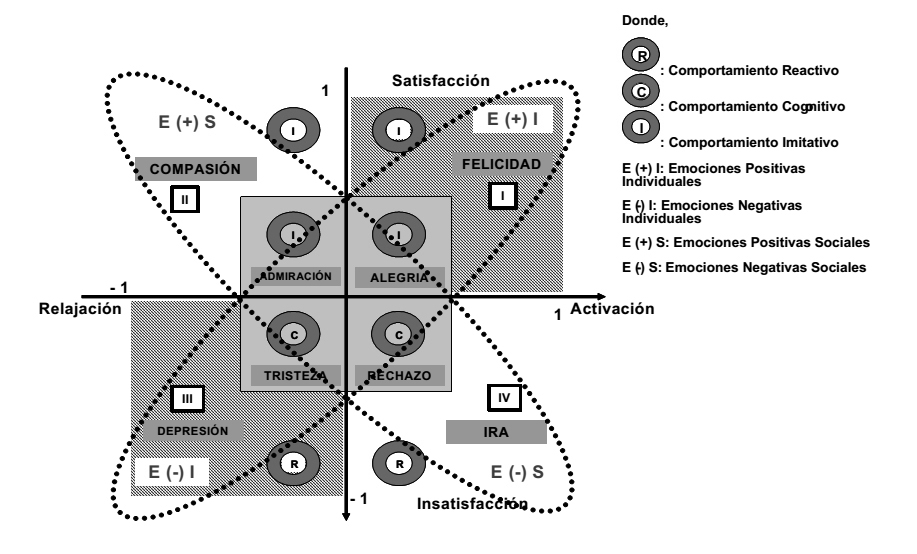 Donde,
R
: Comportamiento Reactivo
C
: Comportamiento Cognitivo
I
: Comportamiento Imitativo
E (+) I: Emociones Positivas
Individuales
E (-) I: Emociones Negativas
Individuales
E (+) S: Emociones Positivas Sociales
E (-) S: Emociones Negativas Sociales
Satisfacción
1
E (+) S
I
I
E (+) I
COMPASIÓN
FELICIDAD
II
I
I
I
ADMIRACIÓN
ALEGRIA
- 1
Relajación
1
Activación
C
C
TRISTEZA
RECHAZO
III
IV
DEPRESIÓN
IRA
E (-) I
R
R
E (-) S
- 1
Insatisfacción